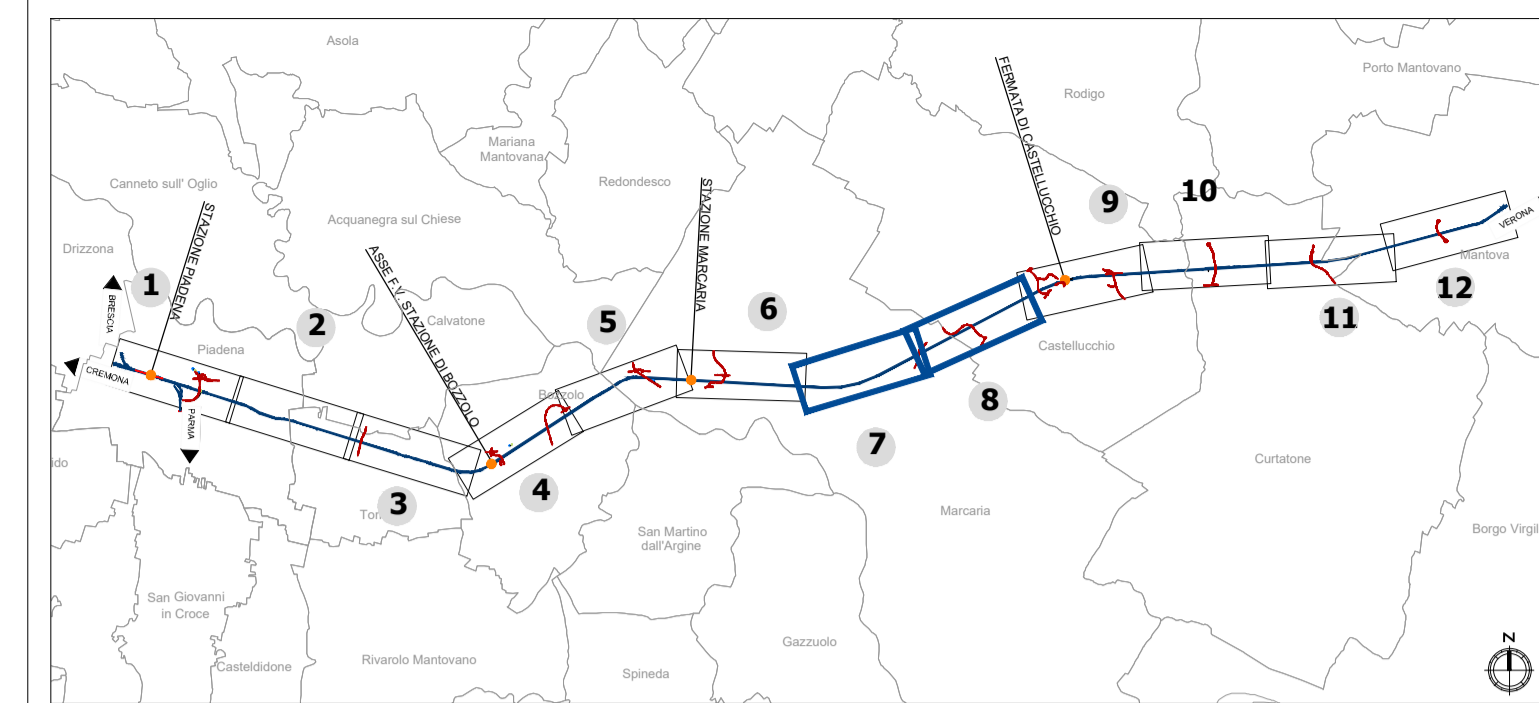 Asola
Porto Mantovano
Rodigo
FERMATA DI CASTELLUCCHIO
Mariana
Mantovana
Canneto sull' Oglio
Redondesco
STAZIONE MARCARIA
9
10
STAZIONE PIADENA
Acquanegra sul Chiese
VERONA
Drizzona
ASSE F.V. STAZIONE DI BOZZOLO
Mantova
1
BRESCIA
12
2
Calvatone
5
6
11
Piadena
Castellucchio
CREMONA
Bozzolo
8
PARMA
7
Curtatone
ido
4
3
Tor
Marcaria
San Martino
dall'Argine
Borgo Virgil
San Giovanni
in Croce
Gazzuolo
N
Casteldidone
Rivarolo Mantovano
Spineda